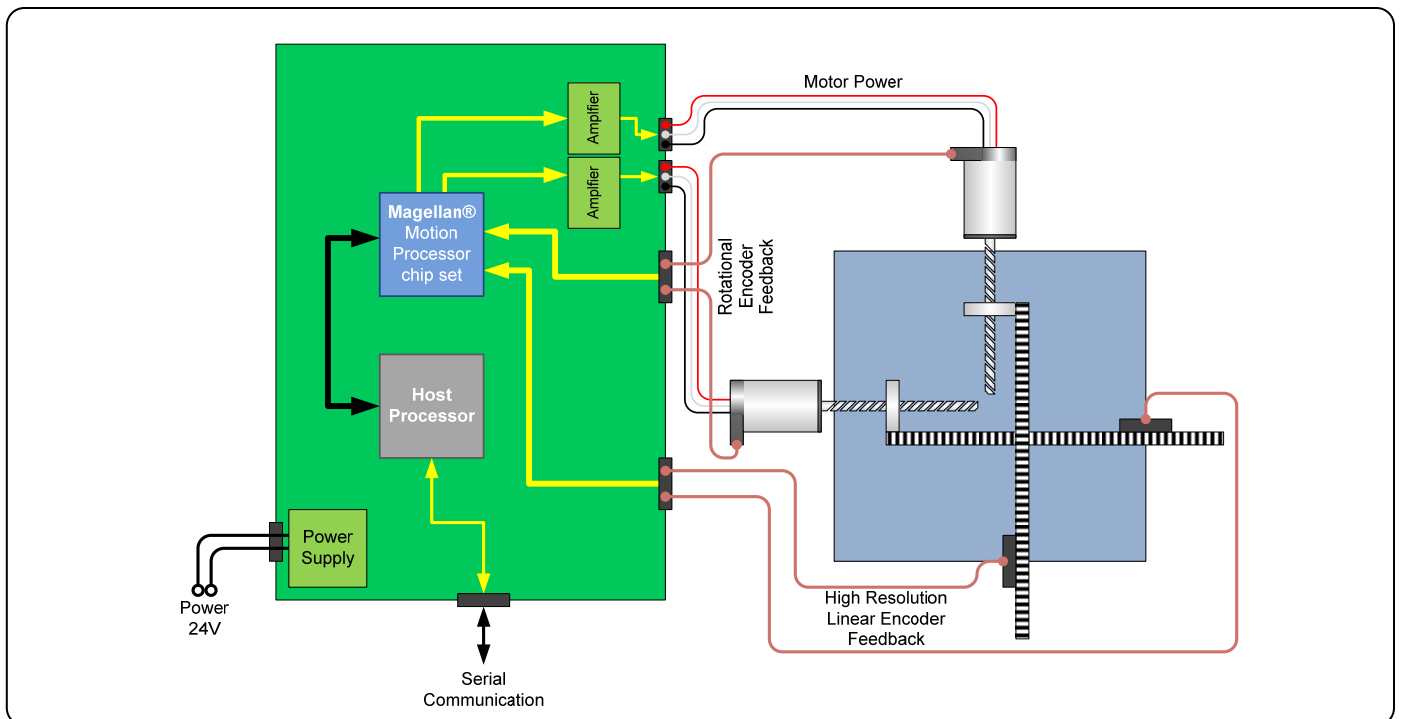 Motor Power
Amplfier
Amplfier
Magellan®
Motion
Processor
chip set
Rotational
Encoder
Feedback
Host
Processor
Power
Supply
Power
24V
High Resolution
Linear Encoder
Feedback
Serial
Communication